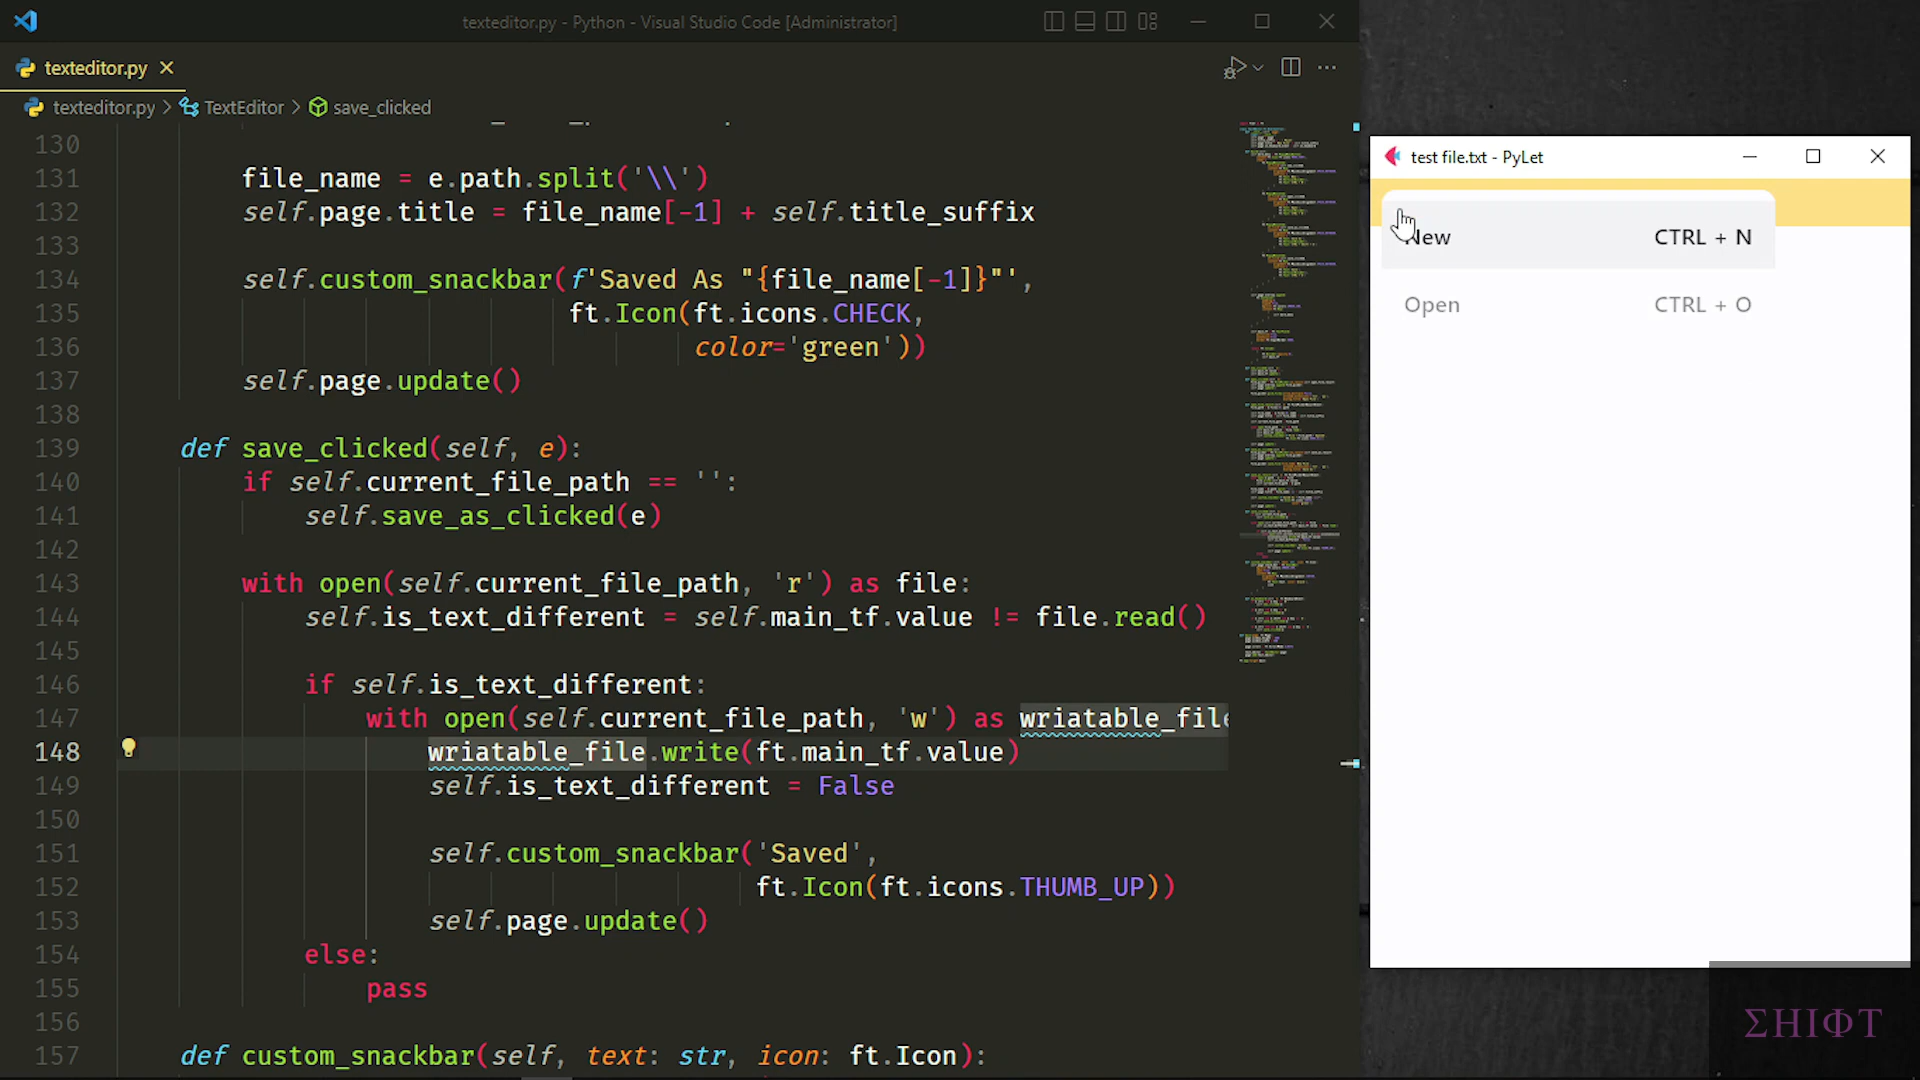 texteditor.py - Python - Visual Studio Code [Administrator]
texteditor.py
texteditor.py > TextEditor > save_clicked
130
131 file_name = e.path.split('\\')
132 self.page.title = file_name[-1] + self.title_suffix
133
134 self.custom_snackbar(f'Saved As "{file_name[-1]}"',
135 ft.Icon(ft.icons.CHECK,
136 color='green'))
137 self.page.update()
138
139 def save_clicked(self, e):
140 if self.current_file_path == '':
141 self.save_as_clicked(e)
142
143 with open(self.current_file_path, 'r') as file:
144 self.is_text_different = self.main_tf.value != file.read()
145
146 if self.is_text_different:
147 with open(self.current_file_path, 'w') as wriatable_file
148 wriatable_file.write(ft.main_tf.value)
149 self.is_text_different = False
150
151 self.custom_snackbar('Saved',
152 ft.Icon(ft.icons.THUMB_UP))
153 self.page.update()
154 else:
155 pass
156
157 def custom_snackbar(self, text: str, icon: ft.Icon):
test file.txt - PyLet
New CTRL + N
Open CTRL + O
ΣHIΦT